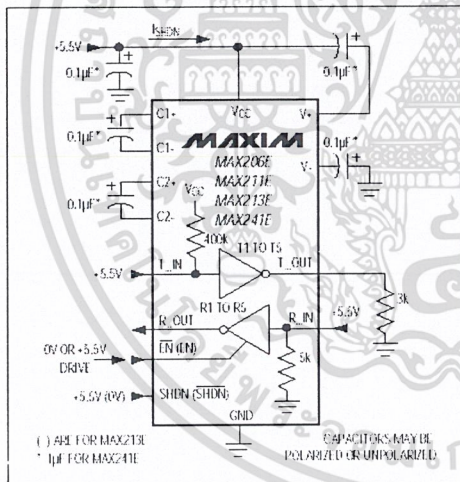 ISHDN
+5.5V
0.1µF*
0.1µF*
VCC
V+
C1+
0.1µF*
C1-
MAXIM
0.1µF*
MAX206E
V-
C2+
MAX211E
MAX213E
0.1µF*
C2-
MAX241E
VCC
400k
T1 TO T5
+5.5V
T_IN
T_OUT
3k
R1 TO R5
R_OUT
R_IN
+5.5V
0V OR +5.5V
DRIVE
EN (EN)
5k
+5.5V (0V)
SHDN (SHDN)
GND
( ) ARE FOR MAX213E
* 1µF FOR MAX241E
CAPACITORS MAY BE
POLARIZED OR UNPOLARIZED